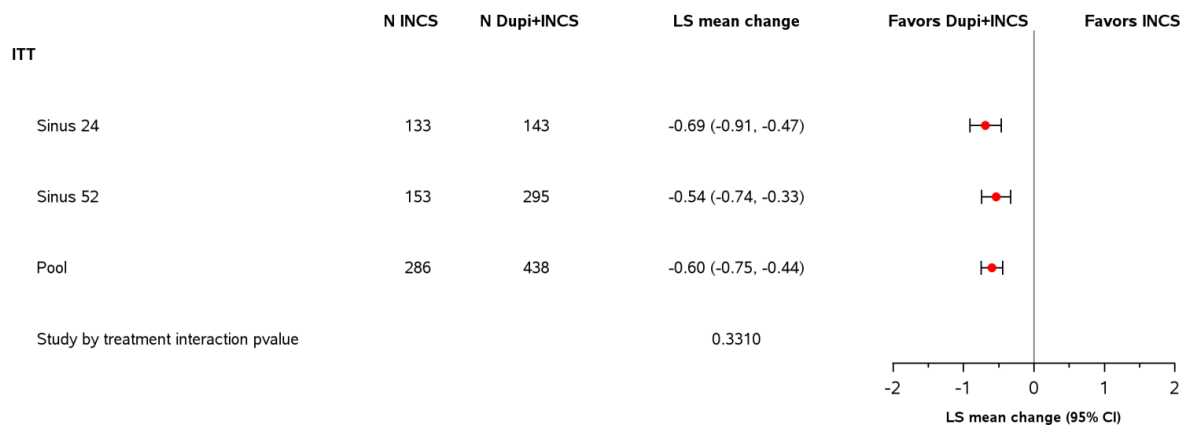 N INCS N Dupi+INCS LS mean change Favors Dupi+INCS Favors INCS
ITT
Sinus 24 133 143 -0.69 (-0.91, -0.47)
Sinus 52 153 295 -0.54 (-0.74, -0.33)
Pool 286 438 -0.60 (-0.75, -0.44)
Study by treatment interaction pvalue 0.3310
-2 -1 0 1 2
LS mean change (95% CI)